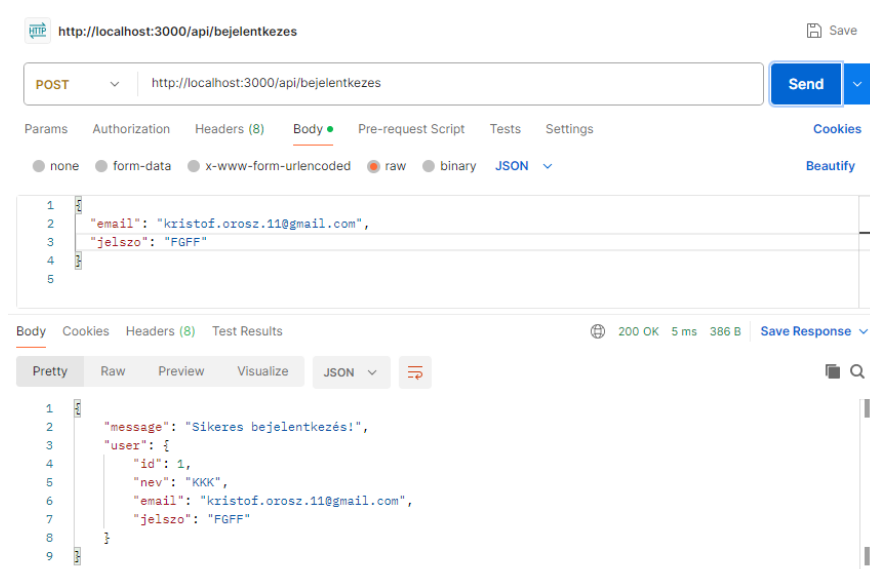 HTTP http://localhost:3000/api/bejelentkezes Save
POST http://localhost:3000/api/bejelentkezes Send
Params Authorization Headers (8) Body Pre-request Script Tests Settings Cookies
none form-data x-www-form-urlencoded raw binary JSON Beautify
1 {
2 "email": "kristof.orosz.11@gmail.com",
3 "jelszo": "FGFF"
4 }
5
Body Cookies Headers (8) Test Results 200 OK 5 ms 386 B Save Response
Pretty Raw Preview Visualize JSON
1 {
2 "message": "Sikeres bejelentkezés!",
3 "user": {
4 "id": 1,
5 "nev": "KKK",
6 "email": "kristof.orosz.11@gmail.com",
7 "jelszo": "FGFF"
8 }
9 }